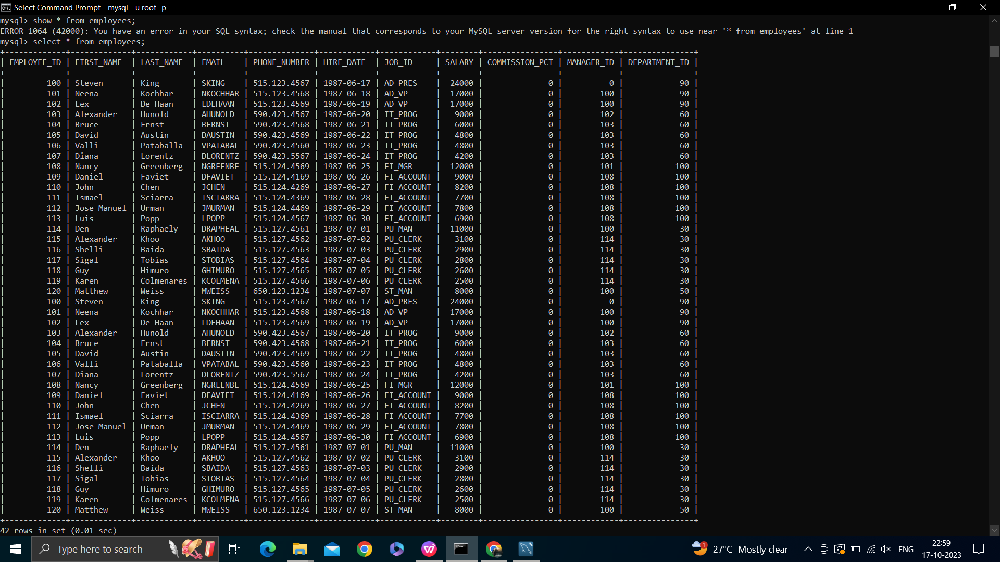 Select Command Prompt - mysql -u root -p
mysql> show * from employees;
ERROR 1064 (42000): You have an error in your SQL syntax; check the manual that corresponds to your MySQL server version for the right syntax to use near '* from employees' at line 1
mysql> select * from employees;
+-------------+-------------+------------+----------+--------------+------------+------------+--------+----------------+------------+---------------+
| EMPLOYEE_ID | FIRST_NAME | LAST_NAME | EMAIL | PHONE_NUMBER | HIRE_DATE | JOB_ID | SALARY | COMMISSION_PCT | MANAGER_ID | DEPARTMENT_ID |
+-------------+-------------+------------+----------+--------------+------------+------------+--------+----------------+------------+---------------+
| 100 | Steven | King | SKING | 515.123.4567 | 1987-06-17 | AD_PRES | 24000 | 0 | 0 | 90 |
| 101 | Neena | Kochhar | NKOCHHAR | 515.123.4568 | 1987-06-18 | AD_VP | 17000 | 0 | 100 | 90 |
| 102 | Lex | De Haan | LDEHAAN | 515.123.4569 | 1987-06-19 | AD_VP | 17000 | 0 | 100 | 90 |
| 103 | Alexander | Hunold | AHUNOLD | 590.423.4567 | 1987-06-20 | IT_PROG | 9000 | 0 | 102 | 60 |
| 104 | Bruce | Ernst | BERNST | 590.423.4568 | 1987-06-21 | IT_PROG | 6000 | 0 | 103 | 60 |
| 105 | David | Austin | DAUSTIN | 590.423.4569 | 1987-06-22 | IT_PROG | 4800 | 0 | 103 | 60 |
| 106 | Valli | Pataballa | VPATABAL | 590.423.4560 | 1987-06-23 | IT_PROG | 4800 | 0 | 103 | 60 |
| 107 | Diana | Lorentz | DLORENTZ | 590.423.5567 | 1987-06-24 | IT_PROG | 4200 | 0 | 103 | 60 |
| 108 | Nancy | Greenberg | NGREENBE | 515.124.4569 | 1987-06-25 | FI_MGR | 12000 | 0 | 101 | 100 |
| 109 | Daniel | Faviet | DFAVIET | 515.124.4169 | 1987-06-26 | FI_ACCOUNT | 9000 | 0 | 108 | 100 |
| 110 | John | Chen | JCHEN | 515.124.4269 | 1987-06-27 | FI_ACCOUNT | 8200 | 0 | 108 | 100 |
| 111 | Ismael | Sciarra | ISCIARRA | 515.124.4369 | 1987-06-28 | FI_ACCOUNT | 7700 | 0 | 108 | 100 |
| 112 | Jose Manuel | Urman | JMURMAN | 515.124.4469 | 1987-06-29 | FI_ACCOUNT | 7800 | 0 | 108 | 100 |
| 113 | Luis | Popp | LPOPP | 515.124.4567 | 1987-06-30 | FI_ACCOUNT | 6900 | 0 | 108 | 100 |
| 114 | Den | Raphaely | DRAPHEAL | 515.127.4561 | 1987-07-01 | PU_MAN | 11000 | 0 | 100 | 30 |
| 115 | Alexander | Khoo | AKHOO | 515.127.4562 | 1987-07-02 | PU_CLERK | 3100 | 0 | 114 | 30 |
| 116 | Shelli | Baida | SBAIDA | 515.127.4563 | 1987-07-03 | PU_CLERK | 2900 | 0 | 114 | 30 |
| 117 | Sigal | Tobias | STOBIAS | 515.127.4564 | 1987-07-04 | PU_CLERK | 2800 | 0 | 114 | 30 |
| 118 | Guy | Himuro | GHIMURO | 515.127.4565 | 1987-07-05 | PU_CLERK | 2600 | 0 | 114 | 30 |
| 119 | Karen | Colmenares | KCOLMENA | 515.127.4566 | 1987-07-06 | PU_CLERK | 2500 | 0 | 114 | 30 |
| 120 | Matthew | Weiss | MWEISS | 650.123.1234 | 1987-07-07 | ST_MAN | 8000 | 0 | 100 | 50 |
| 100 | Steven | King | SKING | 515.123.4567 | 1987-06-17 | AD_PRES | 24000 | 0 | 0 | 90 |
| 101 | Neena | Kochhar | NKOCHHAR | 515.123.4568 | 1987-06-18 | AD_VP | 17000 | 0 | 100 | 90 |
| 102 | Lex | De Haan | LDEHAAN | 515.123.4569 | 1987-06-19 | AD_VP | 17000 | 0 | 100 | 90 |
| 103 | Alexander | Hunold | AHUNOLD | 590.423.4567 | 1987-06-20 | IT_PROG | 9000 | 0 | 102 | 60 |
| 104 | Bruce | Ernst | BERNST | 590.423.4568 | 1987-06-21 | IT_PROG | 6000 | 0 | 103 | 60 |
| 105 | David | Austin | DAUSTIN | 590.423.4569 | 1987-06-22 | IT_PROG | 4800 | 0 | 103 | 60 |
| 106 | Valli | Pataballa | VPATABAL | 590.423.4560 | 1987-06-23 | IT_PROG | 4800 | 0 | 103 | 60 |
| 107 | Diana | Lorentz | DLORENTZ | 590.423.5567 | 1987-06-24 | IT_PROG | 4200 | 0 | 103 | 60 |
| 108 | Nancy | Greenberg | NGREENBE | 515.124.4569 | 1987-06-25 | FI_MGR | 12000 | 0 | 101 | 100 |
| 109 | Daniel | Faviet | DFAVIET | 515.124.4169 | 1987-06-26 | FI_ACCOUNT | 9000 | 0 | 108 | 100 |
| 110 | John | Chen | JCHEN | 515.124.4269 | 1987-06-27 | FI_ACCOUNT | 8200 | 0 | 108 | 100 |
| 111 | Ismael | Sciarra | ISCIARRA | 515.124.4369 | 1987-06-28 | FI_ACCOUNT | 7700 | 0 | 108 | 100 |
| 112 | Jose Manuel | Urman | JMURMAN | 515.124.4469 | 1987-06-29 | FI_ACCOUNT | 7800 | 0 | 108 | 100 |
| 113 | Luis | Popp | LPOPP | 515.124.4567 | 1987-06-30 | FI_ACCOUNT | 6900 | 0 | 108 | 100 |
| 114 | Den | Raphaely | DRAPHEAL | 515.127.4561 | 1987-07-01 | PU_MAN | 11000 | 0 | 100 | 30 |
| 115 | Alexander | Khoo | AKHOO | 515.127.4562 | 1987-07-02 | PU_CLERK | 3100 | 0 | 114 | 30 |
| 116 | Shelli | Baida | SBAIDA | 515.127.4563 | 1987-07-03 | PU_CLERK | 2900 | 0 | 114 | 30 |
| 117 | Sigal | Tobias | STOBIAS | 515.127.4564 | 1987-07-04 | PU_CLERK | 2800 | 0 | 114 | 30 |
| 118 | Guy | Himuro | GHIMURO | 515.127.4565 | 1987-07-05 | PU_CLERK | 2600 | 0 | 114 | 30 |
| 119 | Karen | Colmenares | KCOLMENA | 515.127.4566 | 1987-07-06 | PU_CLERK | 2500 | 0 | 114 | 30 |
| 120 | Matthew | Weiss | MWEISS | 650.123.1234 | 1987-07-07 | ST_MAN | 8000 | 0 | 100 | 50 |
+-------------+-------------+------------+----------+--------------+------------+------------+--------+----------------+------------+---------------+
42 rows in set (0.01 sec)
Type here to search
1
27°C Mostly clear
ENG
22:59
17-10-2023